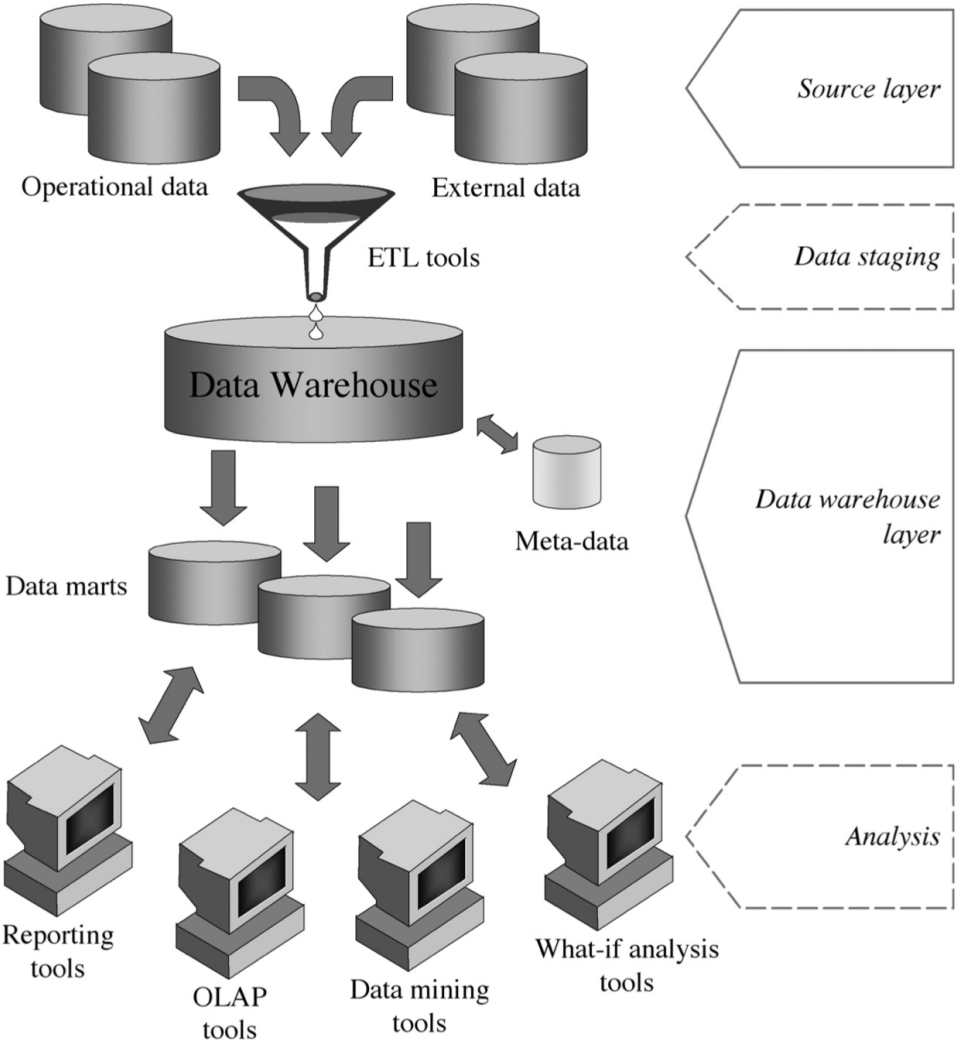 Source layer
Operational data
External data
ETL tools
Data staging
Data Warehouse
Data warehouse
layer
Meta-data
Data marts
Analysis
Reporting
tools
OLAP
tools
Data mining
tools
What-if analysis
tools